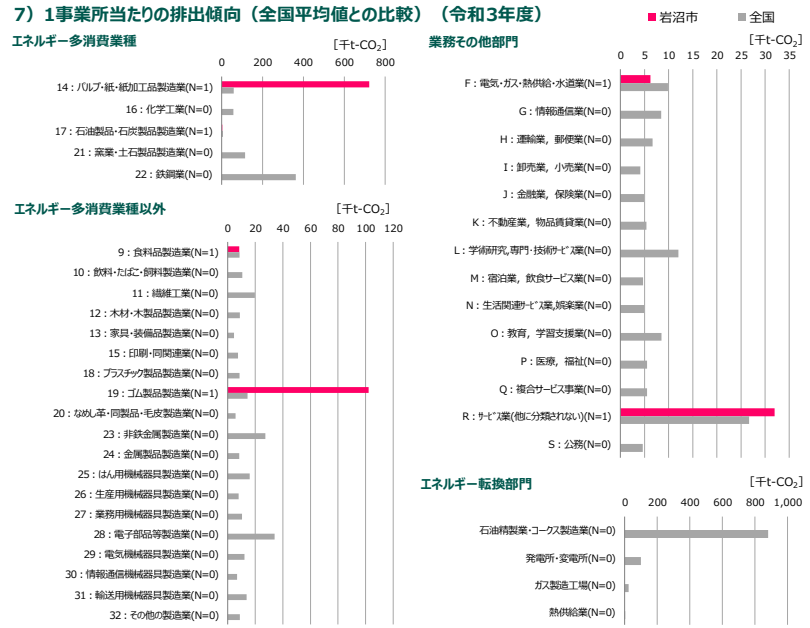 7）1事業所当たりの排出傾向（全国平均値との比較）（令和3年度）
岩沼市 全国
エネルギー多消費業種
[千t-CO₂]
0 200 400 600 800
14：パルプ・紙・紙加工品製造業(N=1)
16：化学工業(N=0)
17：石油製品・石炭製品製造業(N=1)
21：窯業・土石製品製造業(N=0)
22：鉄鋼業(N=0)
エネルギー多消費業種以外
[千t-CO₂]
0 20 40 60 80 100 120
9：食料品製造業(N=1)
10：飲料・たばこ・飼料製造業(N=0)
11：繊維工業(N=0)
12：木材・木製品製造業(N=0)
13：家具・装備品製造業(N=0)
15：印刷・同関連業(N=0)
18：プラスチック製品製造業(N=0)
19：ゴム製品製造業(N=1)
20：なめし革・同製品・毛皮製造業(N=0)
23：非鉄金属製造業(N=0)
24：金属製品製造業(N=0)
25：はん用機械器具製造業(N=0)
26：生産用機械器具製造業(N=0)
27：業務用機械器具製造業(N=0)
28：電子部品等製造業(N=0)
29：電気機械器具製造業(N=0)
30：情報通信機械器具製造業(N=0)
31：輸送用機械器具製造業(N=0)
32：その他の製造業(N=0)
業務その他部門
[千t-CO₂]
0 5 10 15 20 25 30 35
F：電気・ガス・熱供給・水道業(N=1)
G：情報通信業(N=0)
H：運輸業，郵便業(N=0)
I：卸売業，小売業(N=0)
J：金融業，保険業(N=0)
K：不動産業，物品賃貸業(N=0)
L：学術研究,専門・技術サービス業(N=0)
M：宿泊業，飲食サービス業(N=0)
N：生活関連サービス業,娯楽業(N=0)
O：教育，学習支援業(N=0)
P：医療，福祉(N=0)
Q：複合サービス事業(N=0)
R：サービス業(他に分類されない)(N=1)
S：公務(N=0)
エネルギー転換部門
[千t-CO₂]
0 200 400 600 800 1,000
石油精製業・コークス製造業(N=0)
発電所・変電所(N=0)
ガス製造工場(N=0)
熱供給業(N=0)